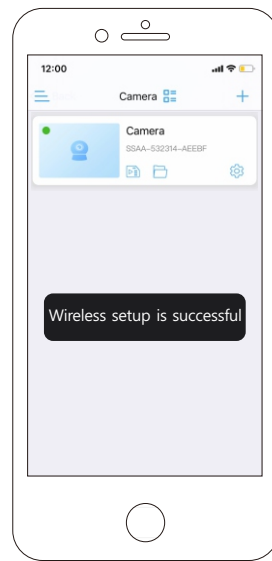 12:00
Camera
Camera
SSAA-532314-AEEBF
Wireless setup is successful